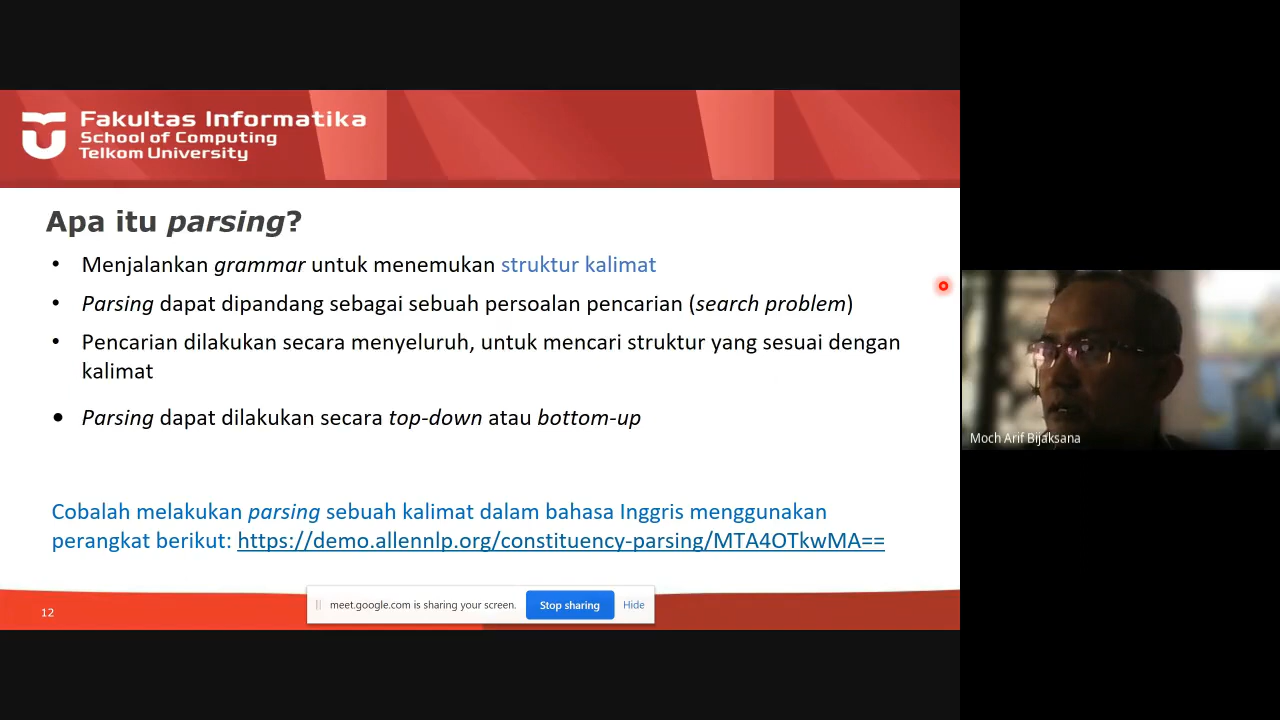 Fakultas Informatika
School of Computing
Telkom University
Apa itu parsing?
• Menjalankan grammar untuk menemukan struktur kalimat
• Parsing dapat dipandang sebagai sebuah persoalan pencarian (search problem)
• Pencarian dilakukan secara menyeluruh, untuk mencari struktur yang sesuai dengan
kalimat
• Parsing dapat dilakukan secara top-down atau bottom-up
Cobalah melakukan parsing sebuah kalimat dalam bahasa Inggris menggunakan
perangkat berikut: https://demo.allennlp.org/constituency-parsing/MTA4OTkwMA==
12
meet.google.com is sharing your screen. Stop sharing Hide
Moch Arif Bijaksana